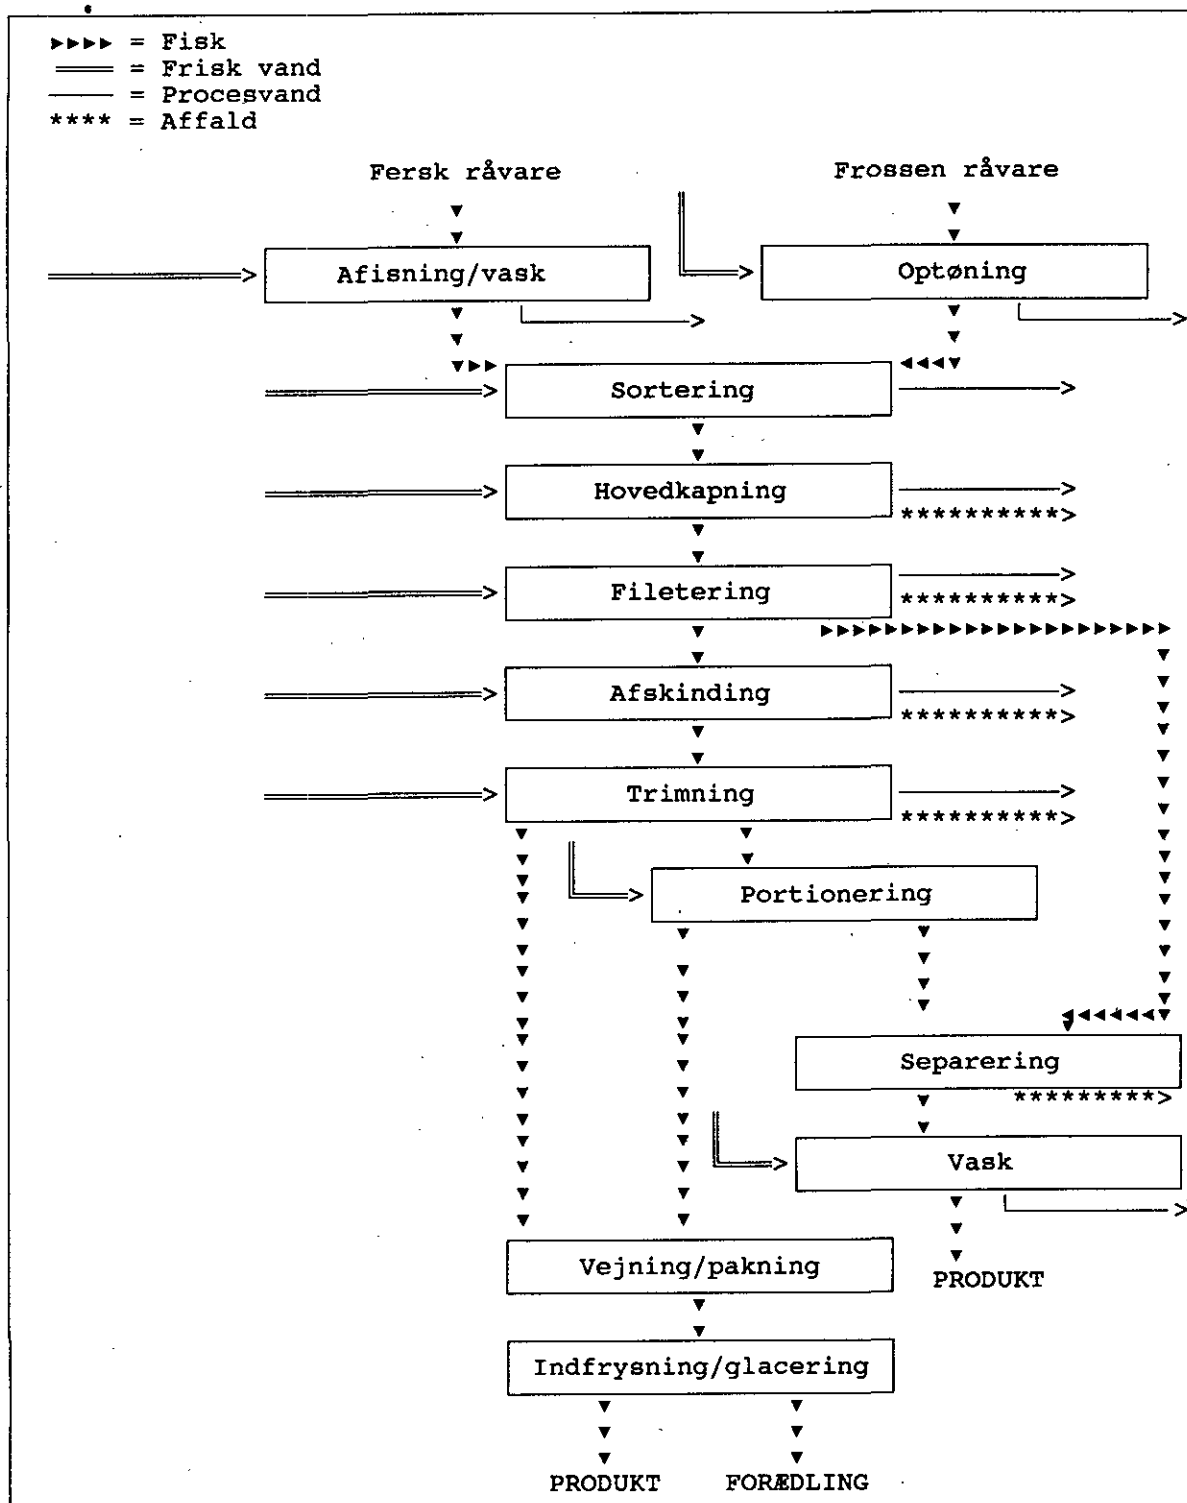 ►►►► = Fisk
═══ = Frisk vand
─── = Procesvand
**** = Affald
Fersk råvare
Frossen råvare
Afisning/vask
Optøning
Sortering
Hovedkapning
Filetering
Afskinding
Trimning
Portionering
Separering
Vask
Vejning/pakning
PRODUKT
Indfrysning/glacering
PRODUKT
FORÆDLING